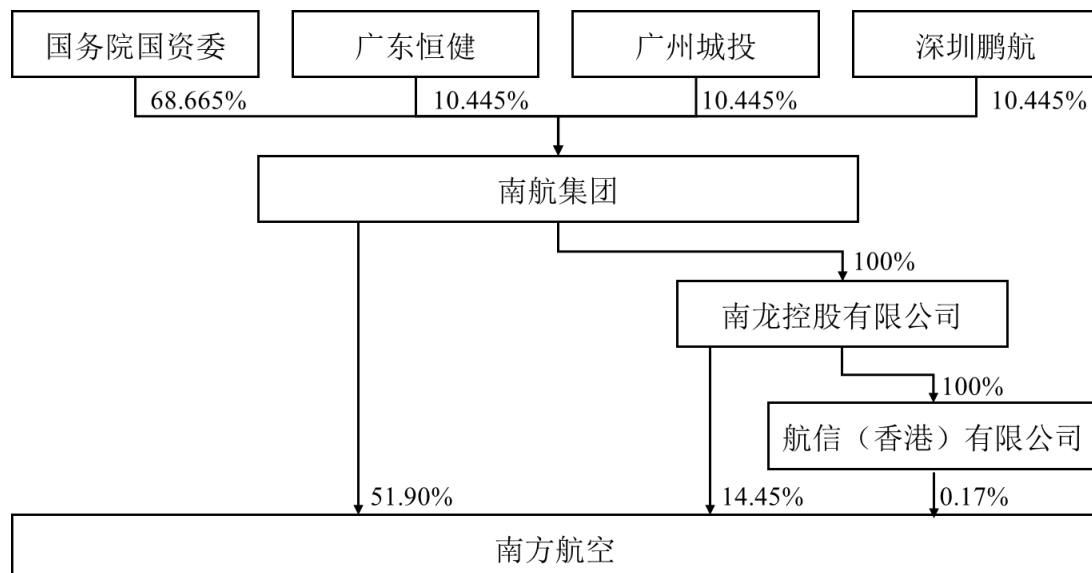 国务院国资委
广东恒健
广州城投
深圳鹏航
68.665%
10.445%
10.445%
10.445%
南航集团
100%
南龙控股有限公司
100%
航信（香港）有限公司
51.90%
14.45%
0.17%
南方航空